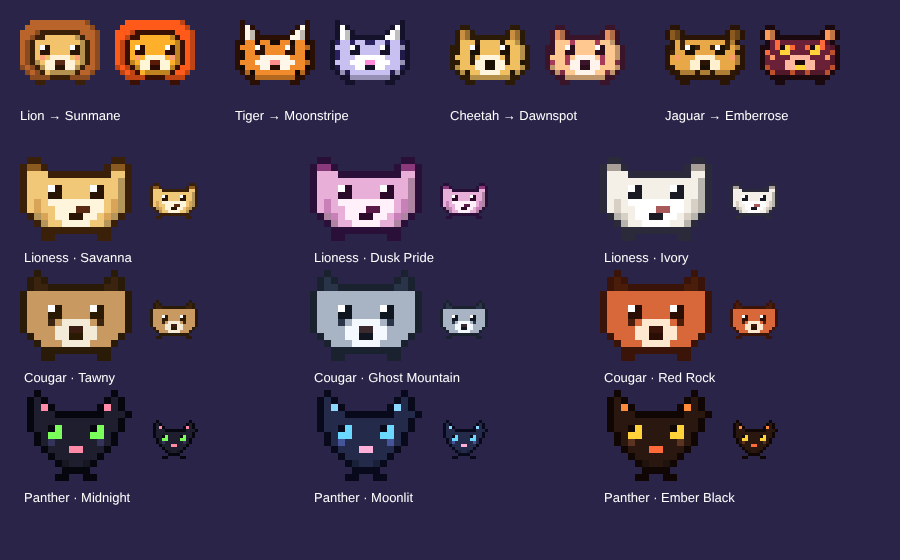 Lion → Sunmane
Tiger → Moonstripe
Cheetah → Dawnspot
Jaguar → Emberrose
Lioness · Savanna
Lioness · Dusk Pride
Lioness · Ivory
Cougar · Tawny
Cougar · Ghost Mountain
Cougar · Red Rock
Panther · Midnight
Panther · Moonlit
Panther · Ember Black